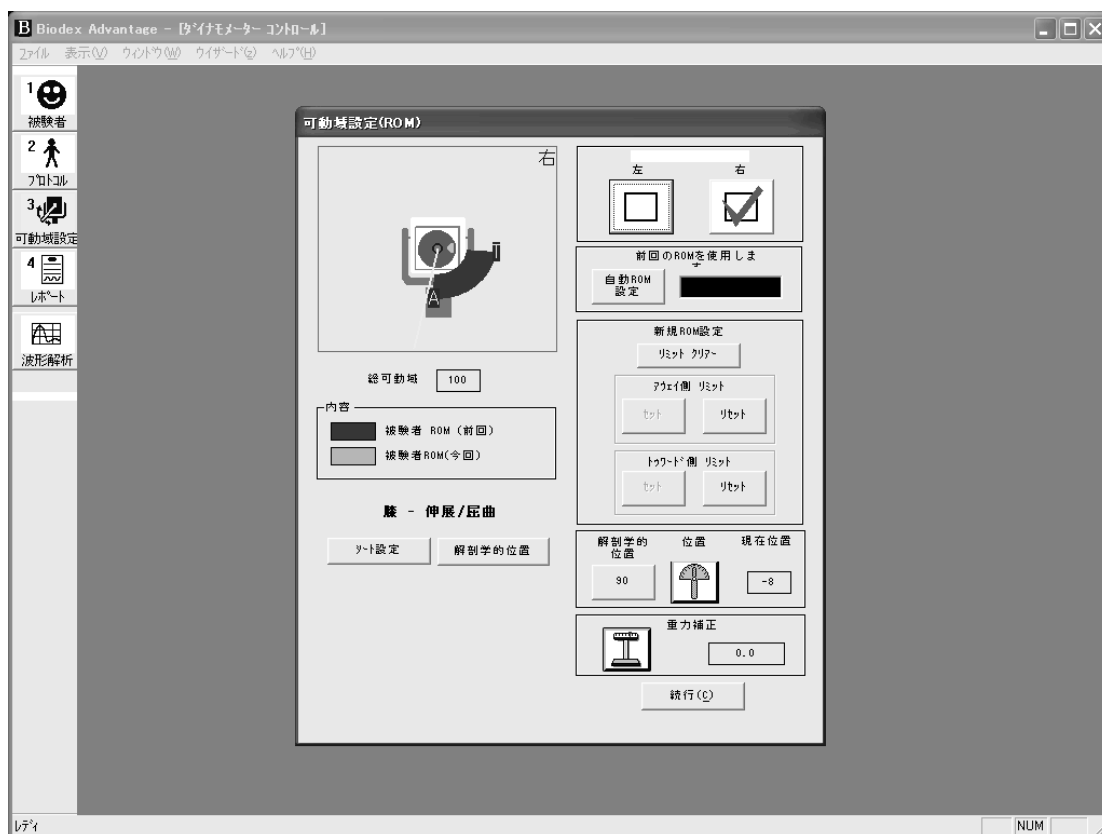 B Biodex Advantage - [ﾀﾞｲﾅﾓﾒｰﾀｰ ｺﾝﾄﾛｰﾙ]
ﾌｧｲﾙ 表示(V) ｳｨﾝﾄﾞｳ(W) ｳｨｻﾞｰﾄﾞ(Z) ﾍﾙﾌﾟ(H)
1
被験者
2
ﾌﾟﾛﾄｺﾙ
3
可動域設定
4
ﾚﾎﾟｰﾄ
波形解析
可動域設定(ROM)
右
A
総可動域 100
内容
被験者 ROM (前回)
被験者ROM(今回)
膝 - 伸展/屈曲
ｼｰﾄ設定 解剖学的位置
左 右
前回のROMを使用しま
自動ROM
設定
新規ROM設定
ﾘﾐｯﾄ ｸﾘｱｰ
ｱｳｪｲ側 ﾘﾐｯﾄ
ｾｯﾄ ﾘｾｯﾄ
ﾄｩﾜｰﾄﾞ側 ﾘﾐｯﾄ
ｾｯﾄ ﾘｾｯﾄ
解剖学的
位置 位置 現在位置
90 -8
重力補正
0.0
続行(C)
ﾚﾃﾞｨ NUM